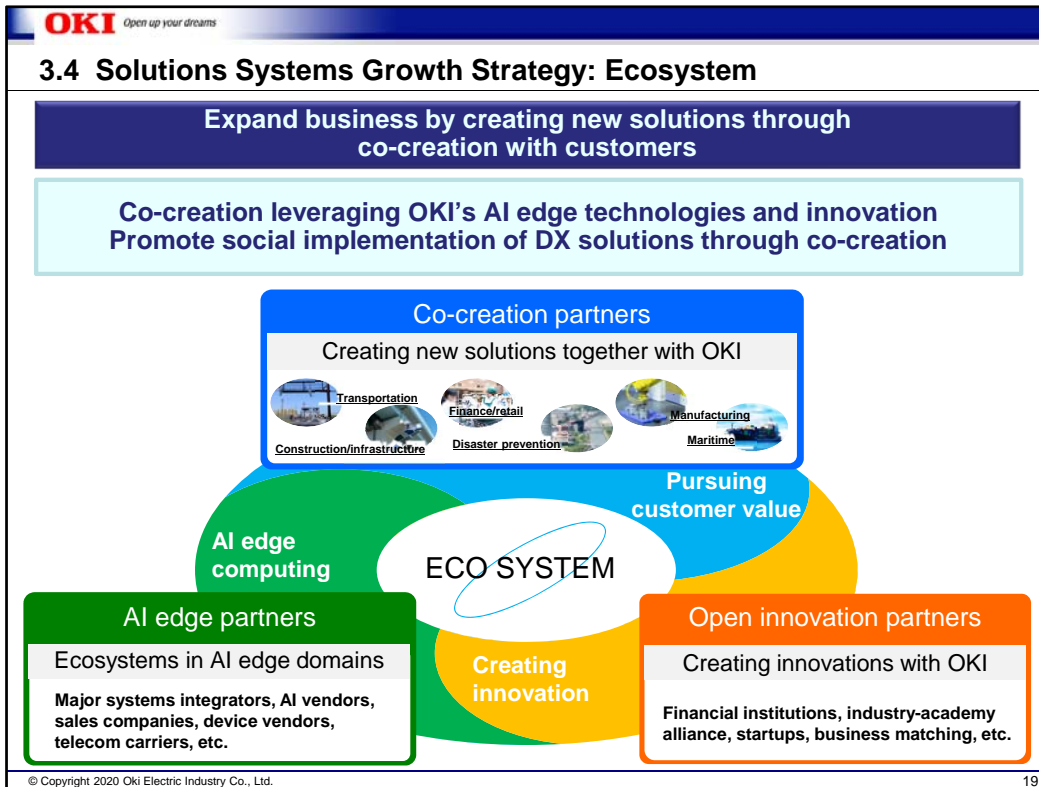 OKI Open up your dreams
3.4 Solutions Systems Growth Strategy: Ecosystem
Expand business by creating new solutions through
co-creation with customers
Co-creation leveraging OKI's AI edge technologies and innovation
Promote social implementation of DX solutions through co-creation
Co-creation partners
Creating new solutions together with OKI
Transportation
Construction/infrastructure
Finance/retail
Disaster prevention
Manufacturing
Maritime
Pursuing
customer value
AI edge
computing
ECO SYSTEM
Creating
innovation
AI edge partners
Ecosystems in AI edge domains
Major systems integrators, AI vendors,
sales companies, device vendors,
telecom carriers, etc.
Open innovation partners
Creating innovations with OKI
Financial institutions, industry-academy
alliance, startups, business matching, etc.
© Copyright 2020 Oki Electric Industry Co., Ltd.
19